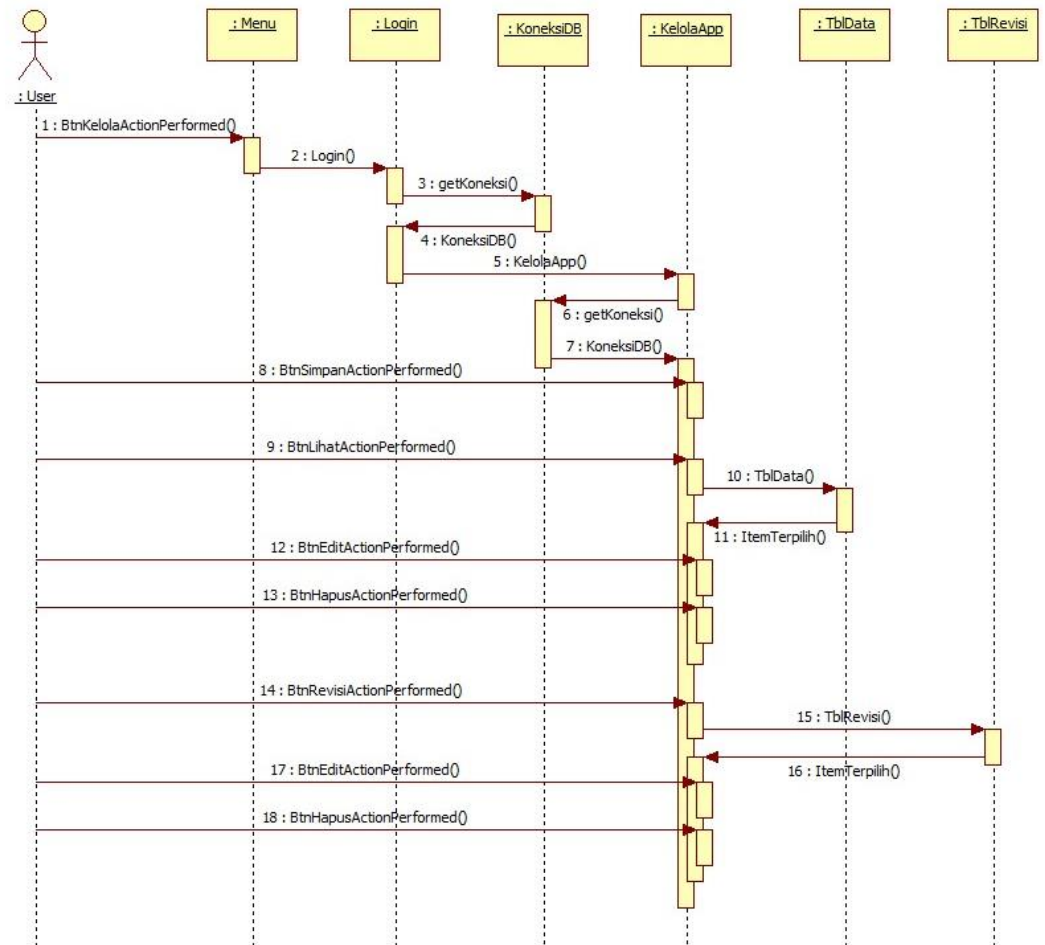 : Menu
: Login
: KoneksiDB
: KelolaApp
: TblData
: TblRevisi
: User
1 : BtnKelolaActionPerformed()
2 : Login()
3 : getKoneksi()
4 : KoneksiDB()
5 : KelolaApp()
6 : getKoneksi()
7 : KoneksiDB()
8 : BtnSimpanActionPerformed()
9 : BtnLihatActionPerformed()
10 : TblData()
11 : ItemTerpilih()
12 : BtnEditActionPerformed()
13 : BtnHapusActionPerformed()
14 : BtnRevisiActionPerformed()
15 : TblRevisi()
16 : ItemTerpilih()
17 : BtnEditActionPerformed()
18 : BtnHapusActionPerformed()